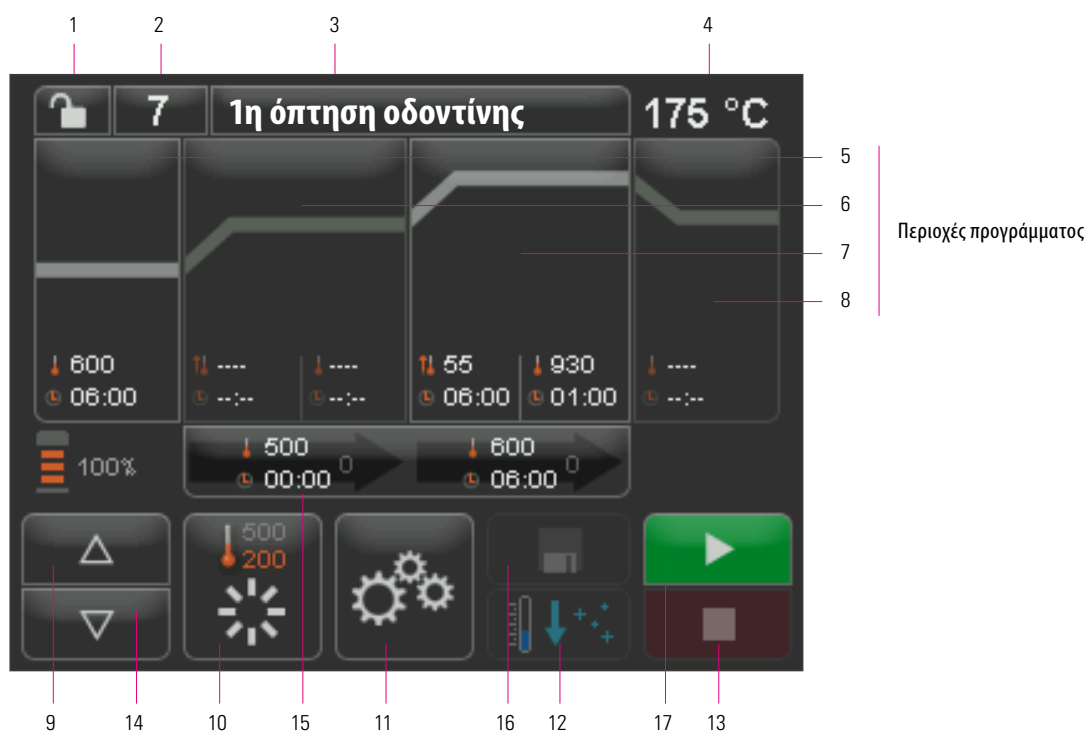 1 2 3 4
7 1η όπτηση οδοντίνης 175 °C
5
6
Περιοχές προγράμματος
7
8
600 ---- ---- 55 930 ----
06:00 --:-- --:-- 06:00 01:00 --:--
500 0 600 0
100% 00:00 06:00
500
200
9 14 10 15 11 16 12 17 13